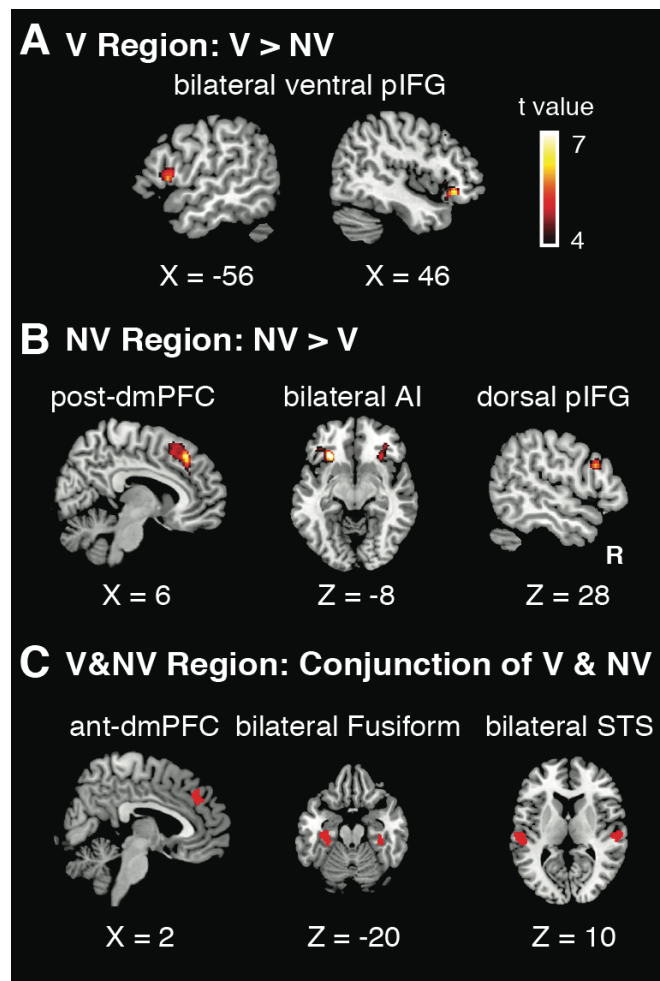 A V Region: V > NV
bilateral ventral pIFG
t value
7
4
X = -56 X = 46
B NV Region: NV > V
post-dmPFC bilateral AI dorsal pIFG
R
X = 6 Z = -8 Z = 28
C V&NV Region: Conjunction of V & NV
ant-dmPFC bilateral Fusiform bilateral STS
X = 2 Z = -20 Z = 10